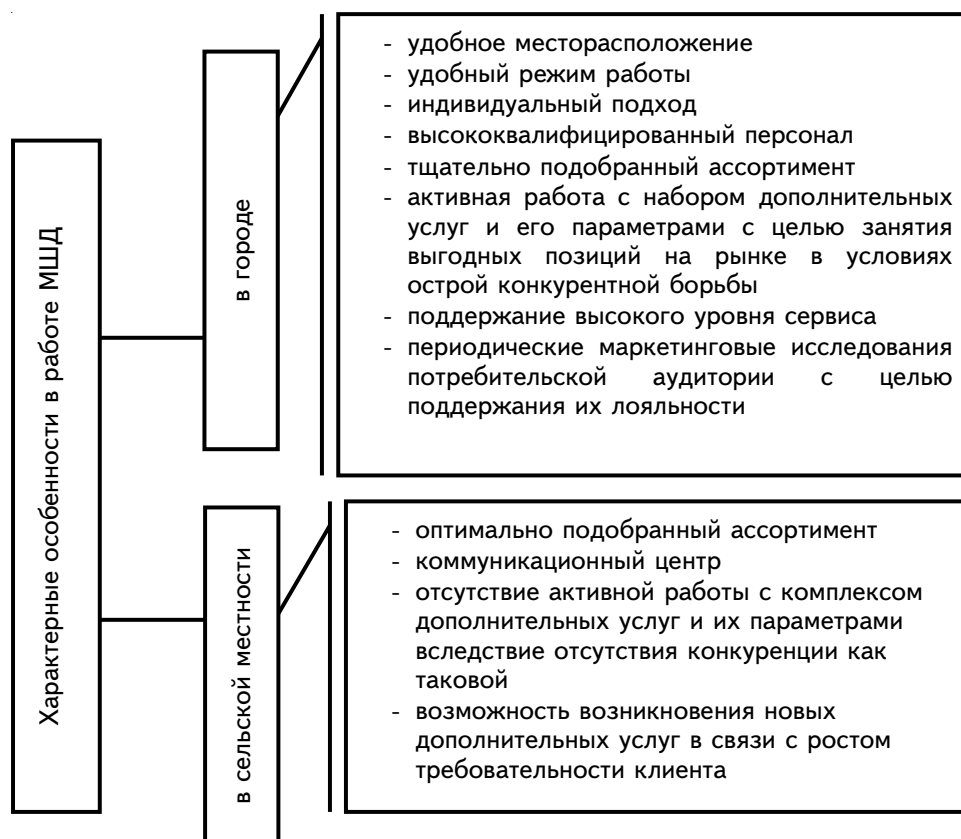 Характерные особенности в работе МШД
в городе
- удобное месторасположение
- удобный режим работы
- индивидуальный подход
- высококвалифицированный персонал
- тщательно подобранный ассортимент
- активная работа с набором дополнительных
услуг и его параметрами с целью занятия
выгодных позиций на рынке в условиях
острой конкурентной борьбы
- поддержание высокого уровня сервиса
- периодические маркетинговые исследования
потребительской аудитории с целью
поддержания их лояльности
в сельской местности
- оптимально подобранный ассортимент
- коммуникационный центр
- отсутствие активной работы с комплексом
дополнительных услуг и их параметрами
вследствие отсутствия конкуренции как
таковой
- возможность возникновения новых
дополнительных услуг в связи с ростом
требовательности клиента